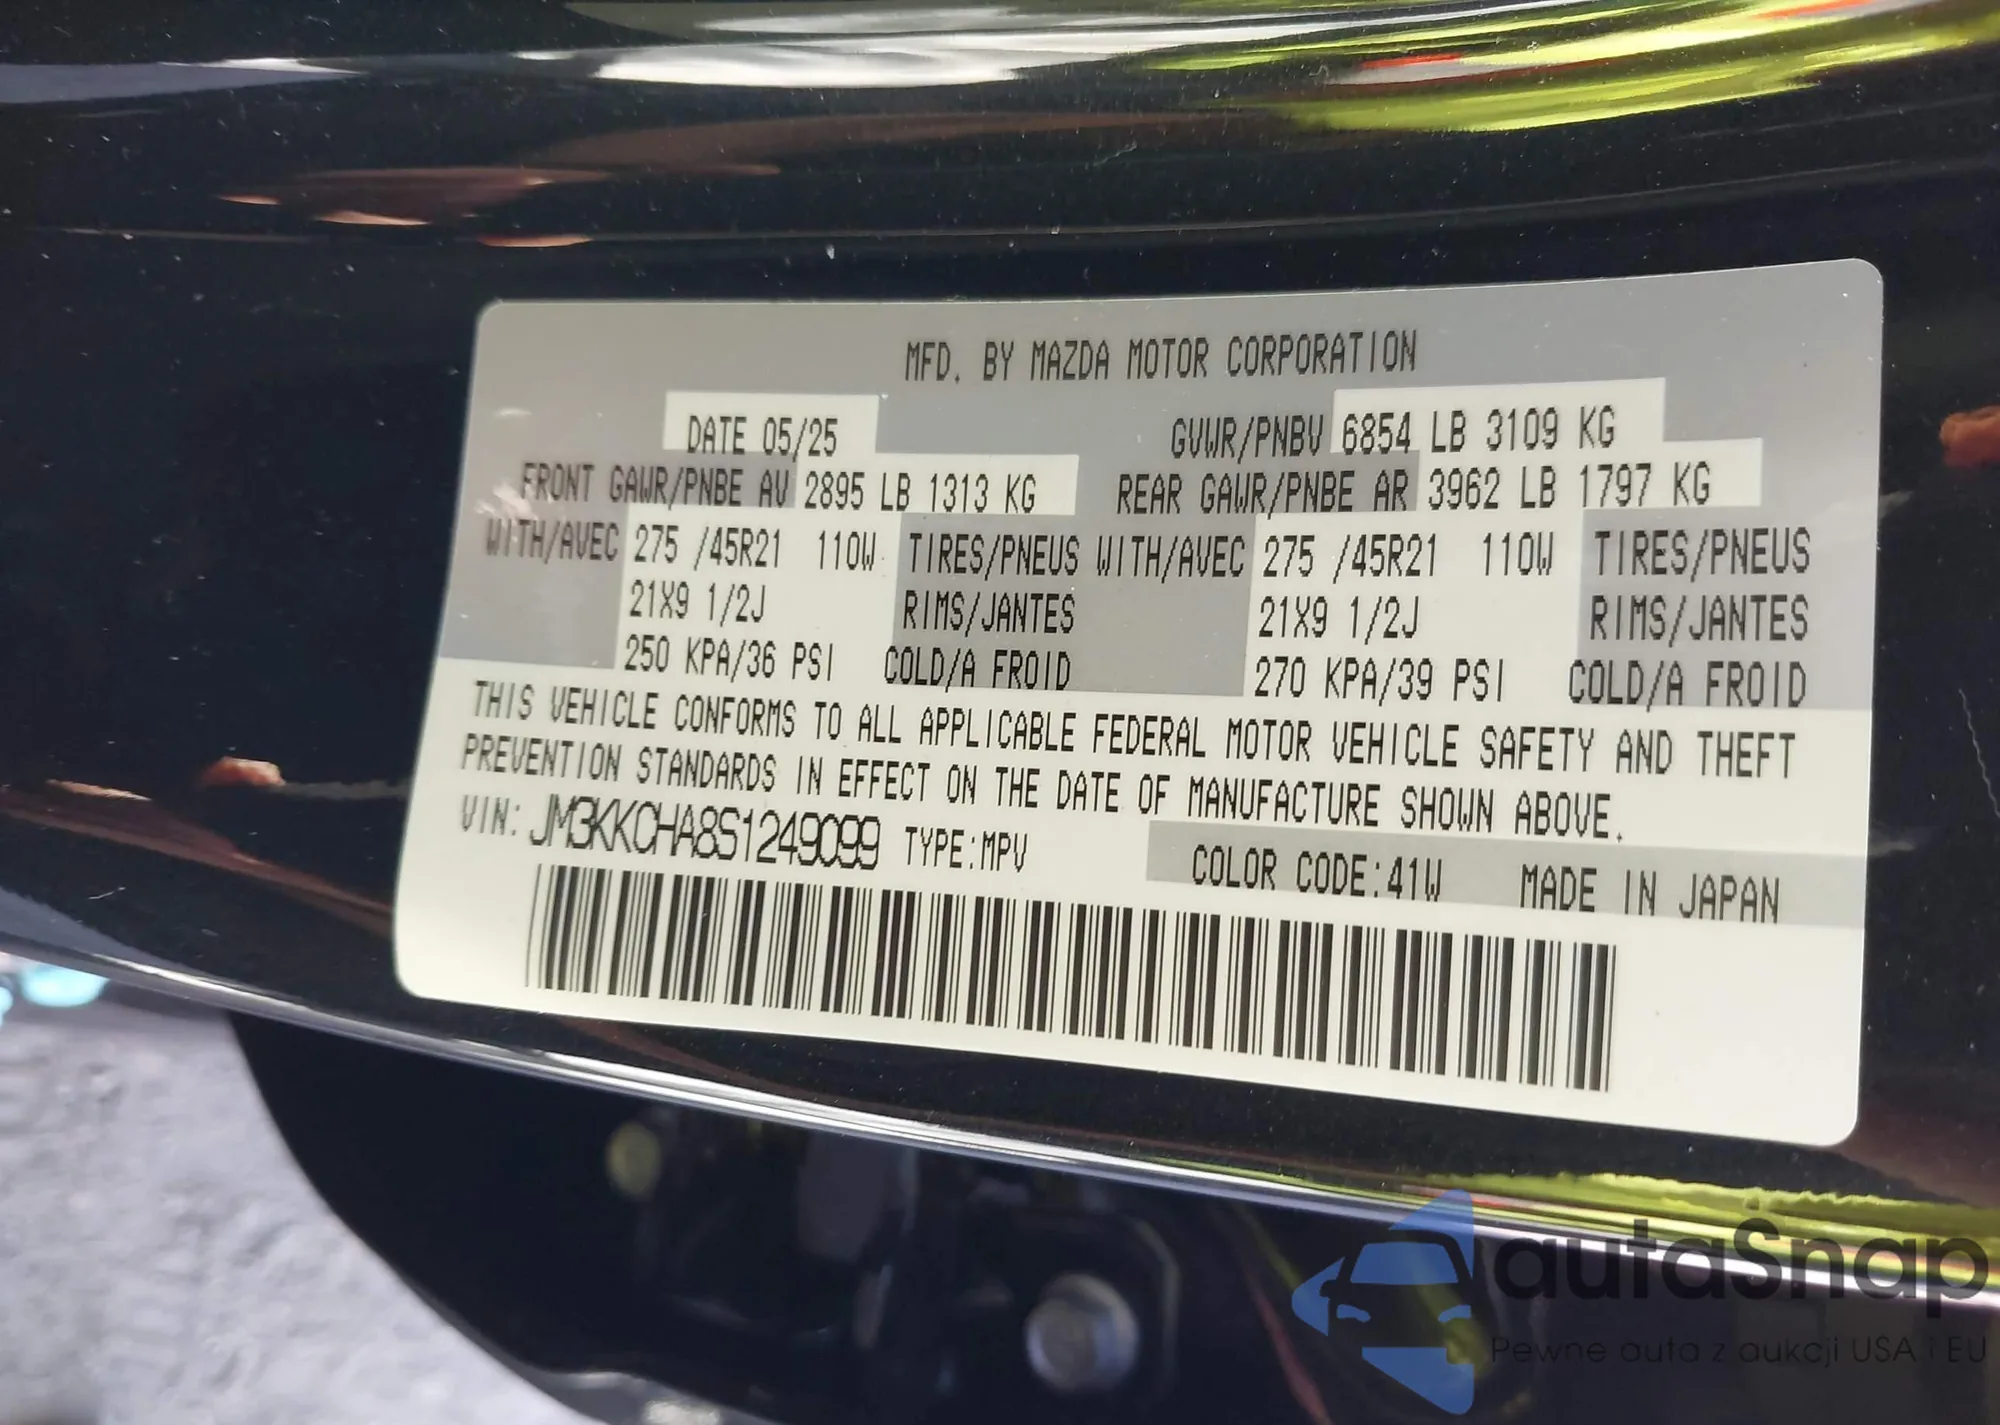 MFD. BY MAZDA MOTOR CORPORATION
DATE 05/25 GVWR/PNBV 6854 LB 3109 KG
FRONT GAWR/PNBE AV 2895 LB 1313 KG REAR GAWR/PNBE AR 3962 LB 1797 KG
WITH/AVEC 275 /45R21 110W TIRES/PNEUS WITH/AVEC 275 /45R21 110W TIRES/PNEUS
21X9 1/2J RIMS/JANTES 21X9 1/2J RIMS/JANTES
250 KPA/36 PSI COLD/A FROID 270 KPA/39 PSI COLD/A FROID
THIS VEHICLE CONFORMS TO ALL APPLICABLE FEDERAL MOTOR VEHICLE SAFETY AND THEFT
PREVENTION STANDARDS IN EFFECT ON THE DATE OF MANUFACTURE SHOWN ABOVE.
VIN: JM3KKCHA8S1249099 TYPE:MPV COLOR CODE:41W MADE IN JAPAN
autaSnap
Pewne auta z aukcji USA i EU